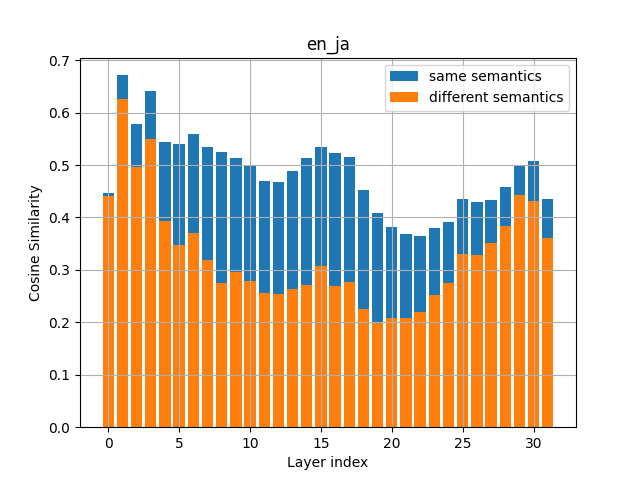 en_ja
same semantics
different semantics
Cosine Similarity
0.7
0.6
0.5
0.4
0.3
0.2
0.1
0.0
0 5 10 15 20 25 30
Layer index